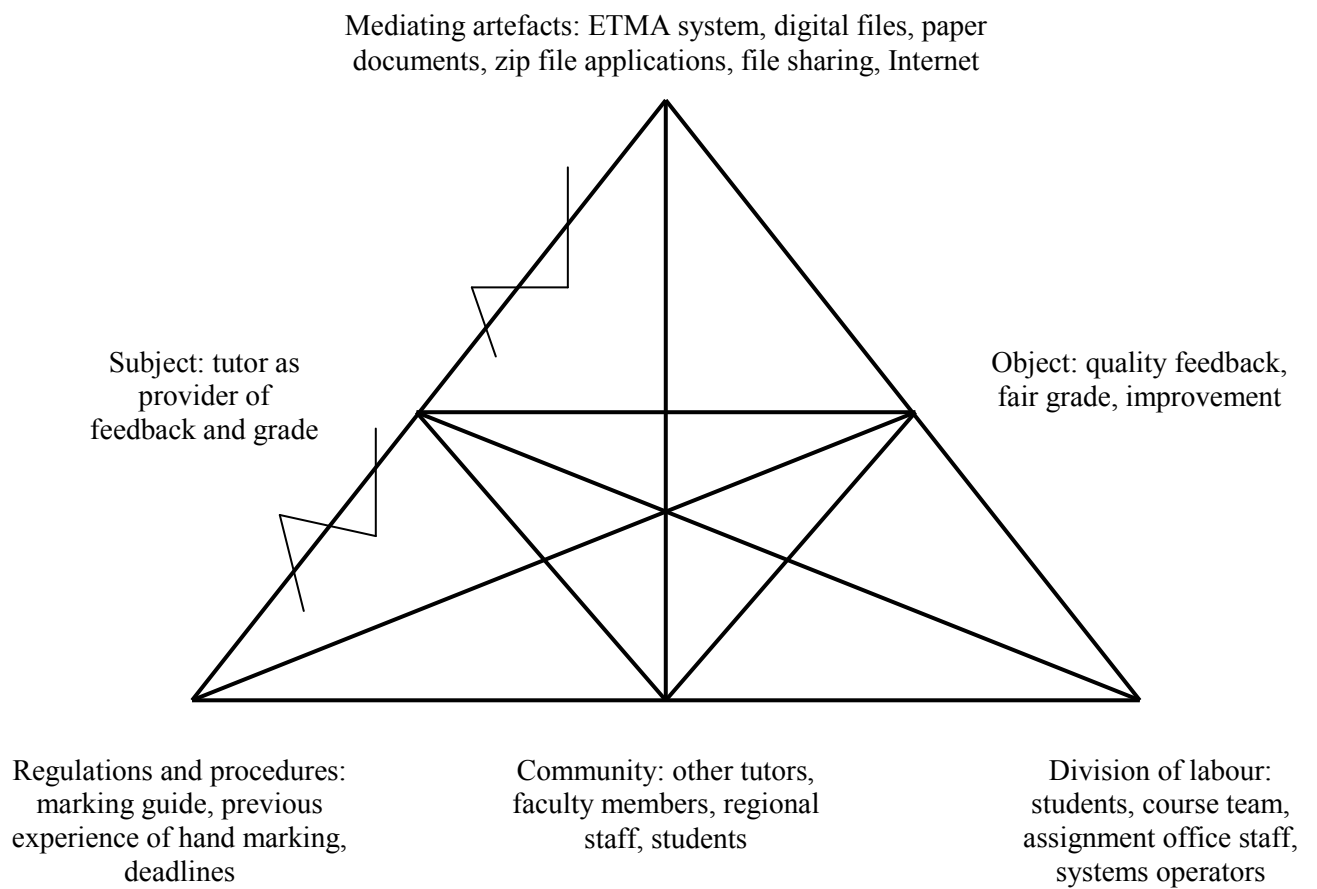 Mediating artefacts: ETMA system, digital files, paper
documents, zip file applications, file sharing, Internet
Subject: tutor as
provider of
feedback and grade
Object: quality feedback,
fair grade, improvement
Regulations and procedures:
marking guide, previous
experience of hand marking,
deadlines
Community: other tutors,
faculty members, regional
staff, students
Division of labour:
students, course team,
assignment office staff,
systems operators